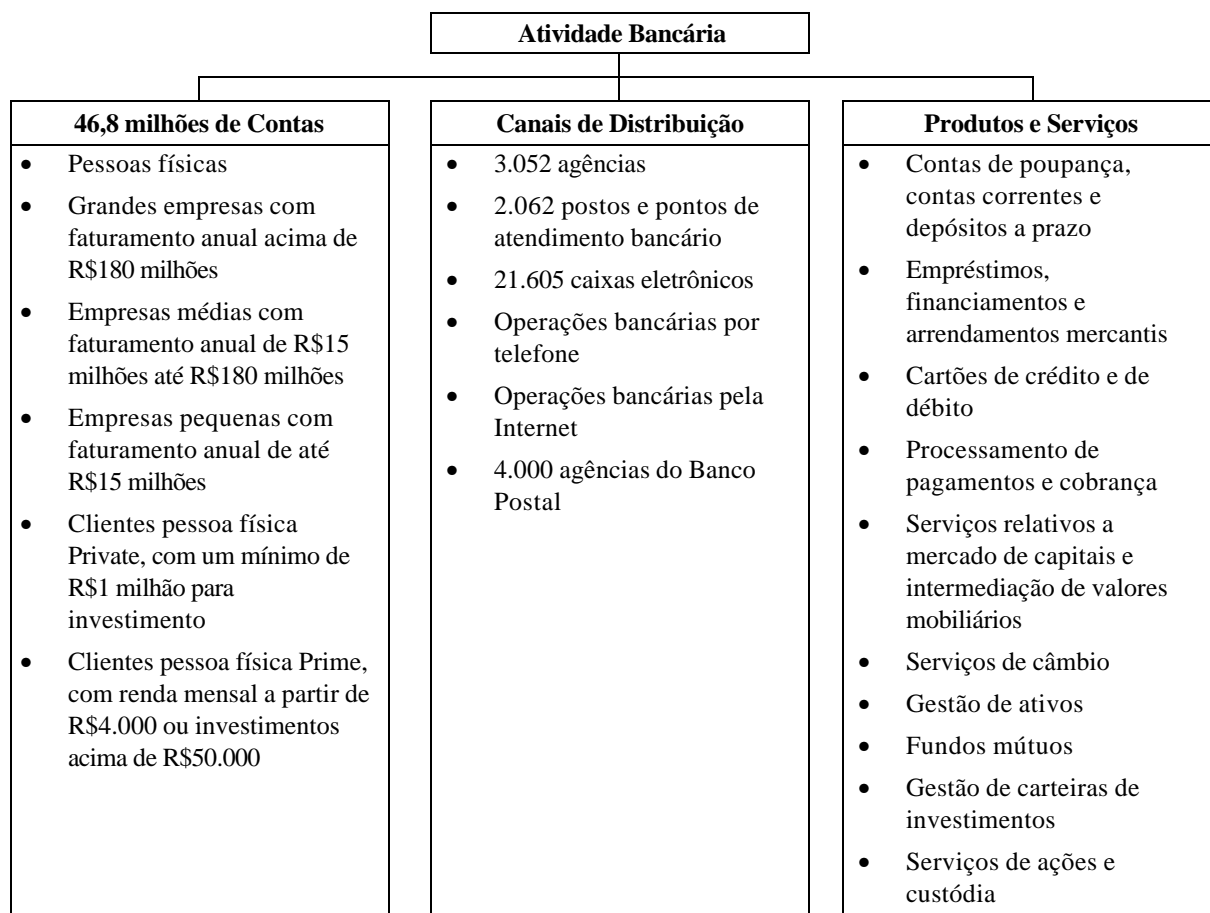 Atividade Bancária
46,8 milhões de Contas
• Pessoas físicas
• Grandes empresas com
faturamento anual acima de
R$180 milhões
• Empresas médias com
faturamento anual de R$15
milhões até R$180 milhões
• Empresas pequenas com
faturamento anual de até
R$15 milhões
• Clientes pessoa física
Private, com um mínimo de
R$1 milhão para
investimento
• Clientes pessoa física Prime,
com renda mensal a partir de
R$4.000 ou investimentos
acima de R$50.000
Canais de Distribuição
• 3.052 agências
• 2.062 postos e pontos de
atendimento bancário
• 21.605 caixas eletrônicos
• Operações bancárias por
telefone
• Operações bancárias pela
Internet
• 4.000 agências do Banco
Postal
Produtos e Serviços
• Contas de poupança,
contas correntes e
depósitos a prazo
• Empréstimos,
financiamentos e
arrendamentos mercantis
• Cartões de crédito e de
débito
• Processamento de
pagamentos e cobrança
• Serviços relativos a
mercado de capitais e
intermediação de valores
mobiliários
• Serviços de câmbio
• Gestão de ativos
• Fundos mútuos
• Gestão de carteiras de
investimentos
• Serviços de ações e
custódia